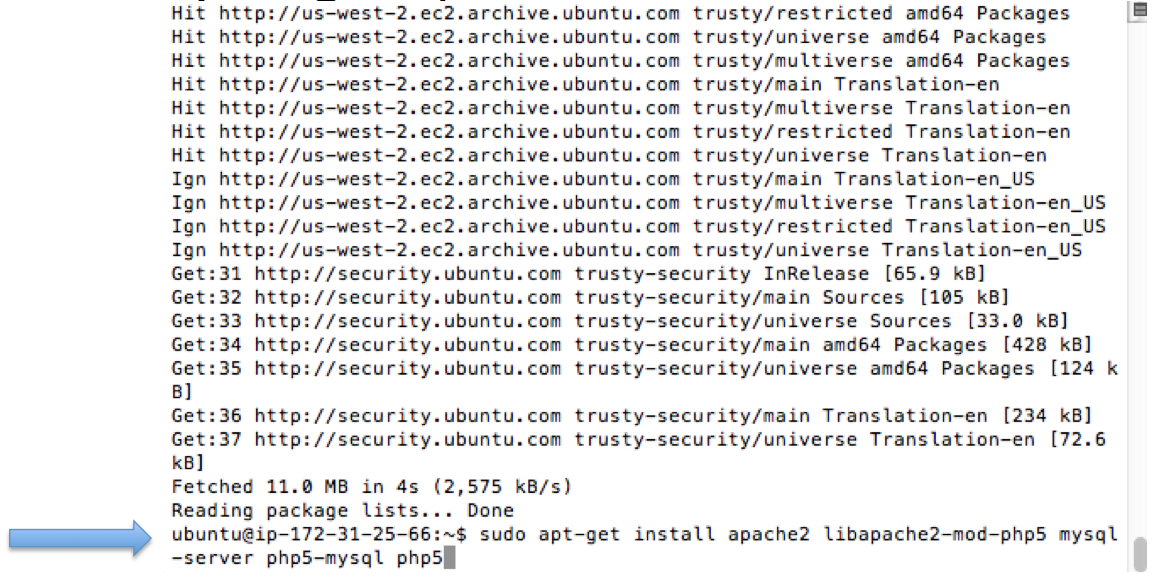 Hit http://us-west-2.ec2.archive.ubuntu.com trusty/restricted amd64 Packages
Hit http://us-west-2.ec2.archive.ubuntu.com trusty/universe amd64 Packages
Hit http://us-west-2.ec2.archive.ubuntu.com trusty/multiverse amd64 Packages
Hit http://us-west-2.ec2.archive.ubuntu.com trusty/main Translation-en
Hit http://us-west-2.ec2.archive.ubuntu.com trusty/multiverse Translation-en
Hit http://us-west-2.ec2.archive.ubuntu.com trusty/restricted Translation-en
Hit http://us-west-2.ec2.archive.ubuntu.com trusty/universe Translation-en
Ign http://us-west-2.ec2.archive.ubuntu.com trusty/main Translation-en_US
Ign http://us-west-2.ec2.archive.ubuntu.com trusty/multiverse Translation-en_US
Ign http://us-west-2.ec2.archive.ubuntu.com trusty/restricted Translation-en_US
Ign http://us-west-2.ec2.archive.ubuntu.com trusty/universe Translation-en_US
Get:31 http://security.ubuntu.com trusty-security InRelease [65.9 kB]
Get:32 http://security.ubuntu.com trusty-security/main Sources [105 kB]
Get:33 http://security.ubuntu.com trusty-security/universe Sources [33.0 kB]
Get:34 http://security.ubuntu.com trusty-security/main amd64 Packages [428 kB]
Get:35 http://security.ubuntu.com trusty-security/universe amd64 Packages [124 k
B]
Get:36 http://security.ubuntu.com trusty-security/main Translation-en [234 kB]
Get:37 http://security.ubuntu.com trusty-security/universe Translation-en [72.6
kB]
Fetched 11.0 MB in 4s (2,575 kB/s)
Reading package lists... Done
ubuntu@ip-172-31-25-66:~$ sudo apt-get install apache2 libapache2-mod-php5 mysql
-server php5-mysql php5